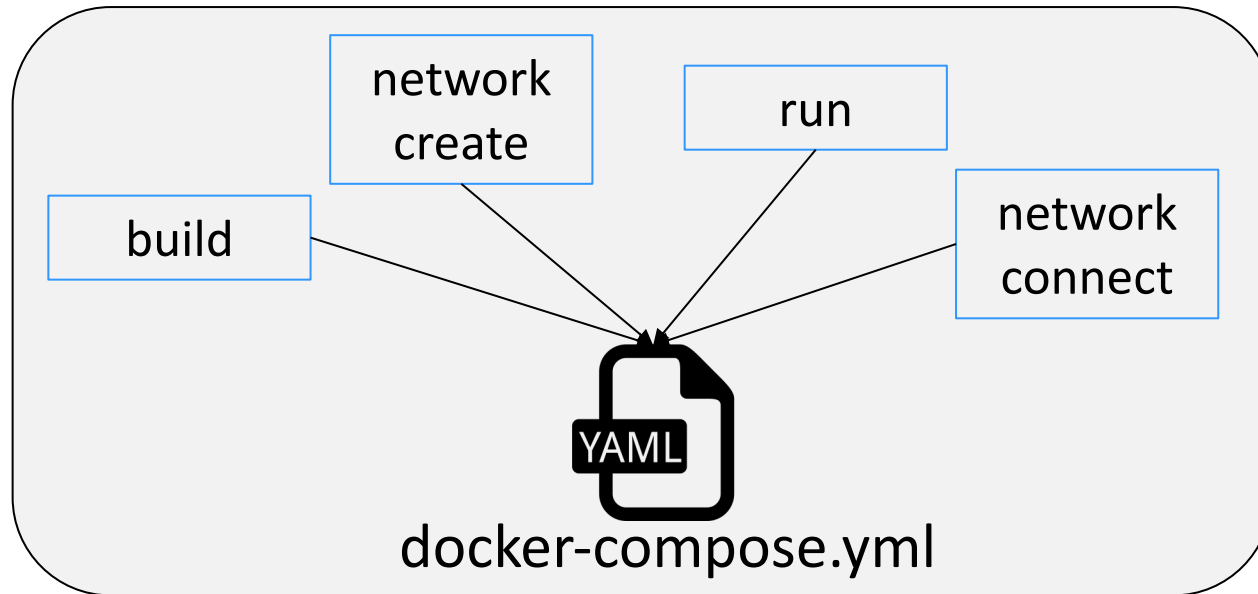 network
create
run
build
network
connect
YAML
docker-compose.yml